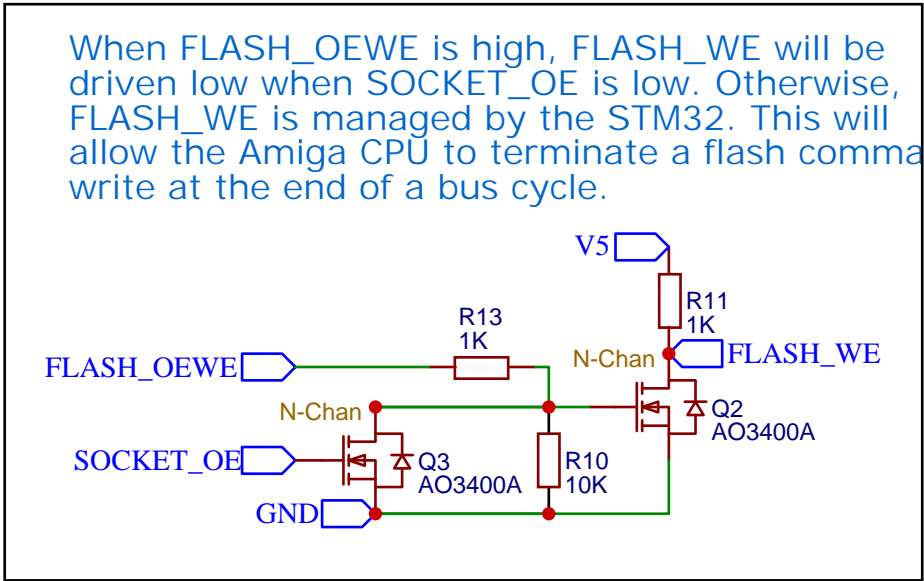 When FLASH_OEWE is high, FLASH_WE will be
driven low when SOCKET_OE is low. Otherwise,
FLASH_WE is managed by the STM32. This will
allow the Amiga CPU to terminate a flash comma
write at the end of a bus cycle.
V5
R11
1K
R13
1K
N-Chan
FLASH_WE
FLASH_OEWE
N-Chan
Q2
AO3400A
SOCKET_OE
Q3
AO3400A
R10
10K
GND